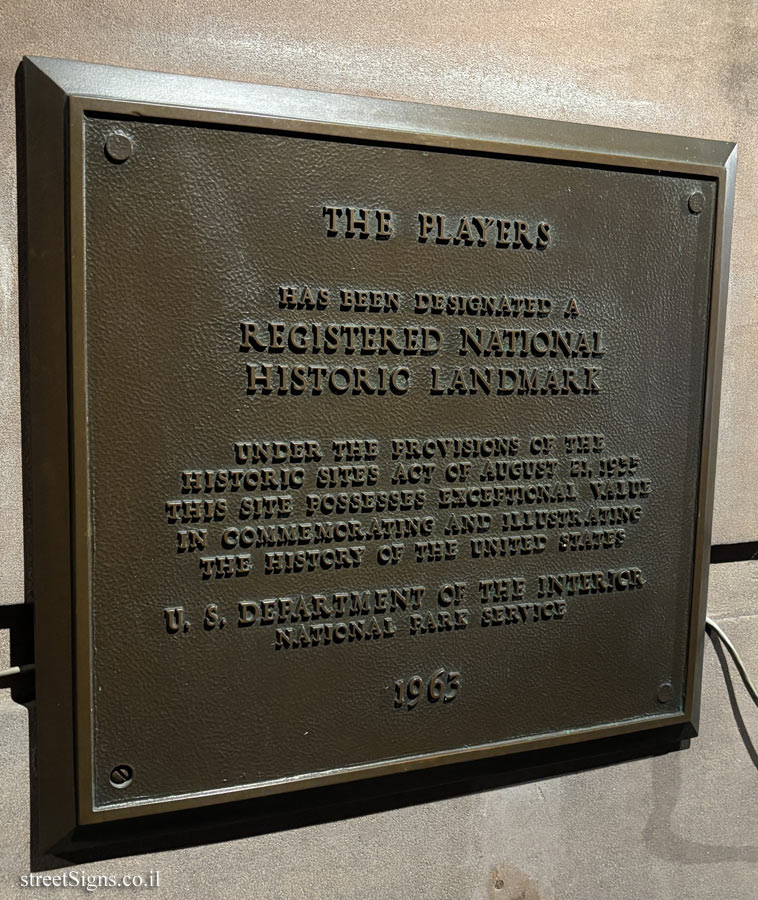 THE PLAYERS
HAS BEEN DESIGNATED A
REGISTERED NATIONAL
HISTORIC LANDMARK
UNDER THE PROVISIONS OF THE
HISTORIC SITES ACT OF AUGUST 21, 1935
THIS SITE POSSESSES EXCEPTIONAL VALUE
IN COMMEMORATING AND ILLUSTRATING
THE HISTORY OF THE UNITED STATES
U. S. DEPARTMENT OF THE INTERIOR
NATIONAL PARK SERVICE
1963
streetSigns.co.il